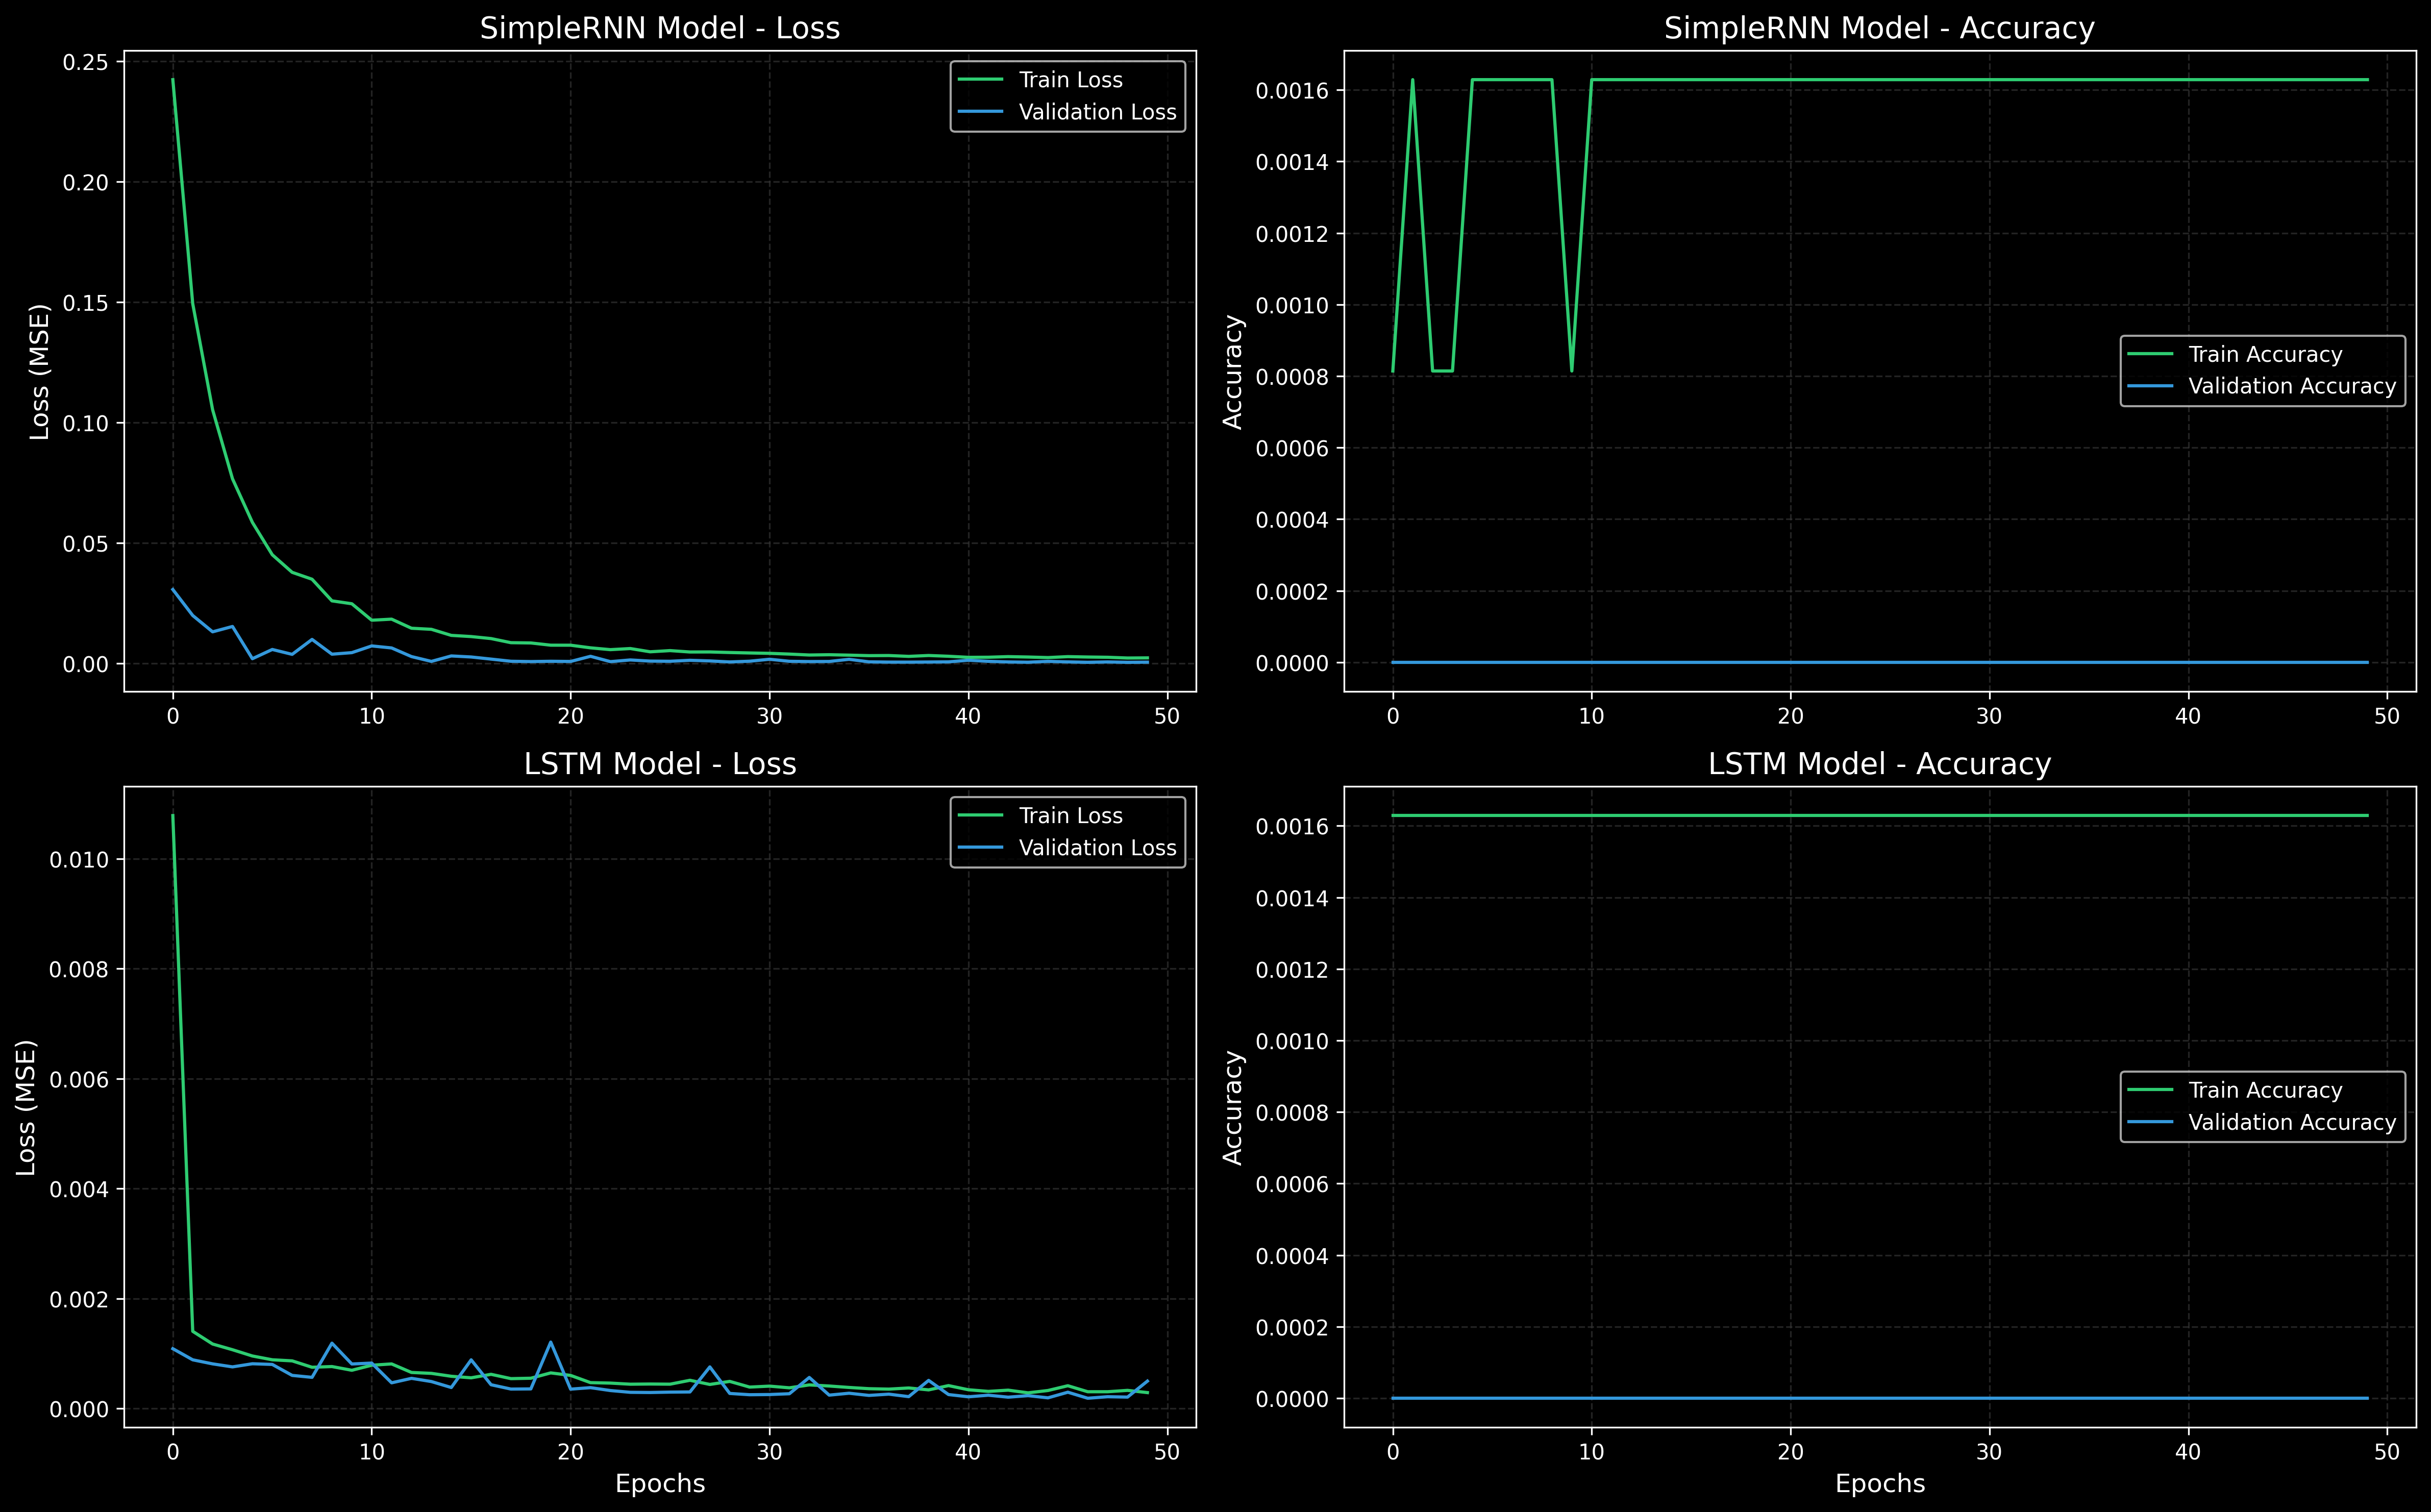 SimpleRNN Model - Loss
Loss (MSE)
0.25
0.20
0.15
0.10
0.05
0.00
0 10 20 30 40 50
Train Loss
Validation Loss
SimpleRNN Model - Accuracy
Accuracy
0.0016
0.0014
0.0012
0.0010
0.0008
0.0006
0.0004
0.0002
0.0000
0 10 20 30 40 50
Train Accuracy
Validation Accuracy
LSTM Model - Loss
Loss (MSE)
0.010
0.008
0.006
0.004
0.002
0.000
0 10 20 30 40 50
Epochs
Train Loss
Validation Loss
LSTM Model - Accuracy
Accuracy
0.0016
0.0014
0.0012
0.0010
0.0008
0.0006
0.0004
0.0002
0.0000
0 10 20 30 40 50
Epochs
Train Accuracy
Validation Accuracy